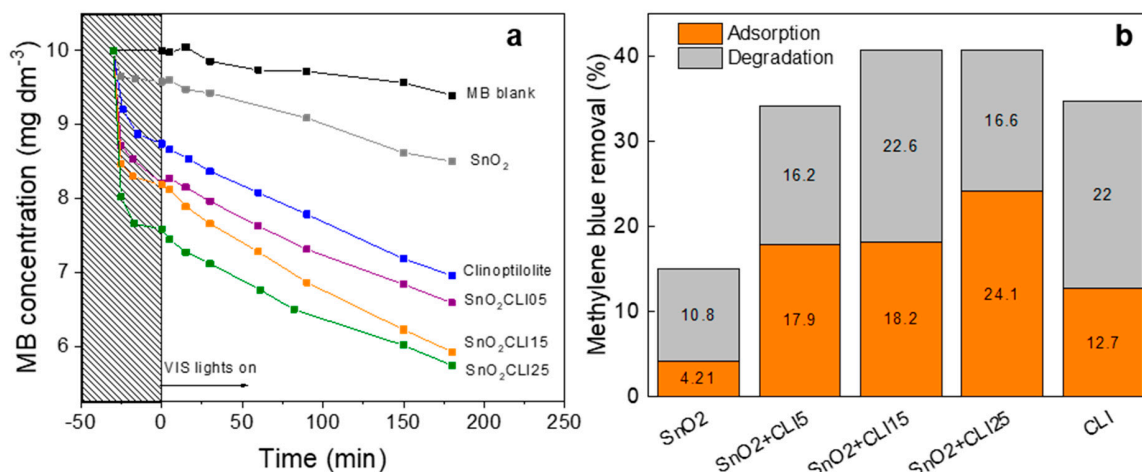 a
MB concentration (mg dm⁻³)
10
9
8
7
6
MB blank
SnO₂
Clinoptilolite
SnO₂CLI05
SnO₂CLI15
SnO₂CLI25
VIS lights on
-50 0 50 100 150 200 250
Time (min)
b
Adsorption
Degradation
Methylene blue removal (%)
40
30
20
10
0
10.8
4.21
16.2
17.9
22.6
18.2
16.6
24.1
22
12.7
SnO2
SnO2+CLI5
SnO2+CLI15
SnO2+CLI25
CLI